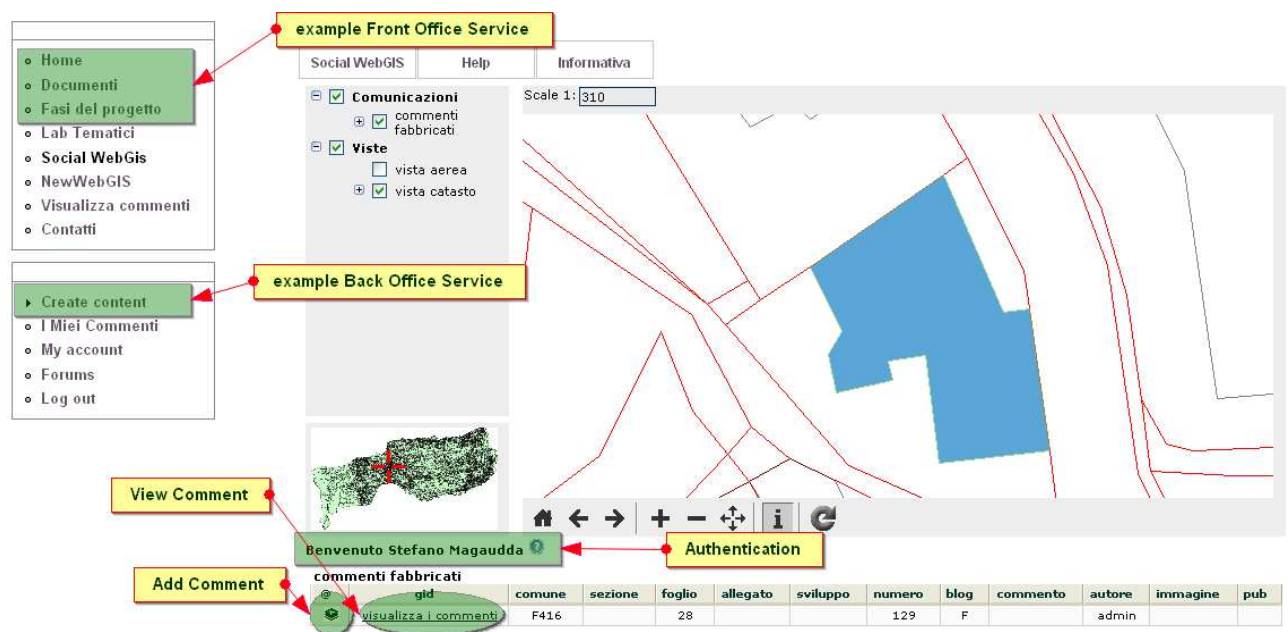 example Front Office Service
Home
Documenti
Fasi del progetto
Lab Tematici
Social WebGis
NewWebGIS
Visualizza commenti
Contatti
example Back Office Service
Create content
I Miei Commenti
My account
Forums
Log out
Social WebGIS Help Informativa
Comunicazioni
commenti
fabbricati
Viste
vista aerea
vista catasto
Scale 1: 310
View Comment
Add Comment
Benvenuto Stefano Magaudda ?
Authentication
commenti fabbricati
@ gid comune sezione foglio allegato sviluppo numero blog commento autore immagine pub
visualizza i commenti F416 28 129 F admin